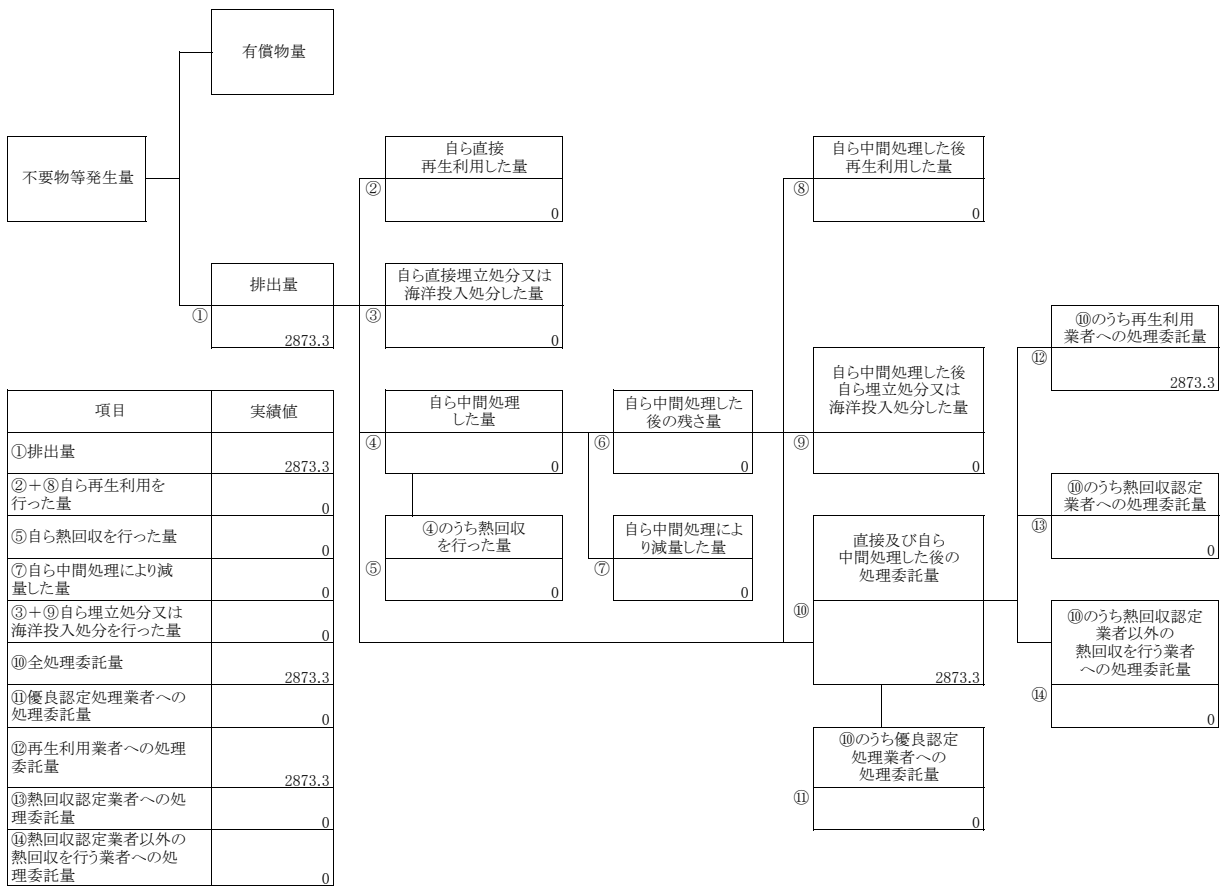 有償物量
不要物等発生量
自ら直接
再生利用した量
②
0
自ら中間処理した後
再生利用した量
⑧
0
排出量
①
2873.3
自ら直接埋立処分又は
海洋投入処分した量
③
0
⑩のうち再生利用
業者への処理委託量
⑫
2873.3
自ら中間処理
した量
④
0
自ら中間処理した
後の残さ量
⑥
0
自ら中間処理した後
自ら埋立処分又は
海洋投入処分した量
⑨
0
⑩のうち熱回収認定
業者への処理委託量
⑬
0
④のうち熱回収
を行った量
⑤
0
自ら中間処理によ
り減量した量
⑦
0
直接及び自ら
中間処理した後の
処理委託量
⑩
2873.3
⑩のうち熱回収認定
業者以外の
熱回収を行う業者
への処理委託量
⑭
0
⑩のうち優良認定
処理業者への
処理委託量
⑪
0
項目 実績値
①排出量
2873.3
②+⑧自ら再生利用を
行った量
0
⑤自ら熱回収を行った量
0
⑦自ら中間処理により減
量した量
0
③+⑨自ら埋立処分又は
海洋投入処分を行った量
0
⑩全処理委託量
2873.3
⑪優良認定処理業者への
処理委託量
0
⑫再生利用業者への処理
委託量
2873.3
⑬熱回収認定業者への処
理委託量
0
⑭熱回収認定業者以外の
熱回収を行う業者への処
理委託量
0